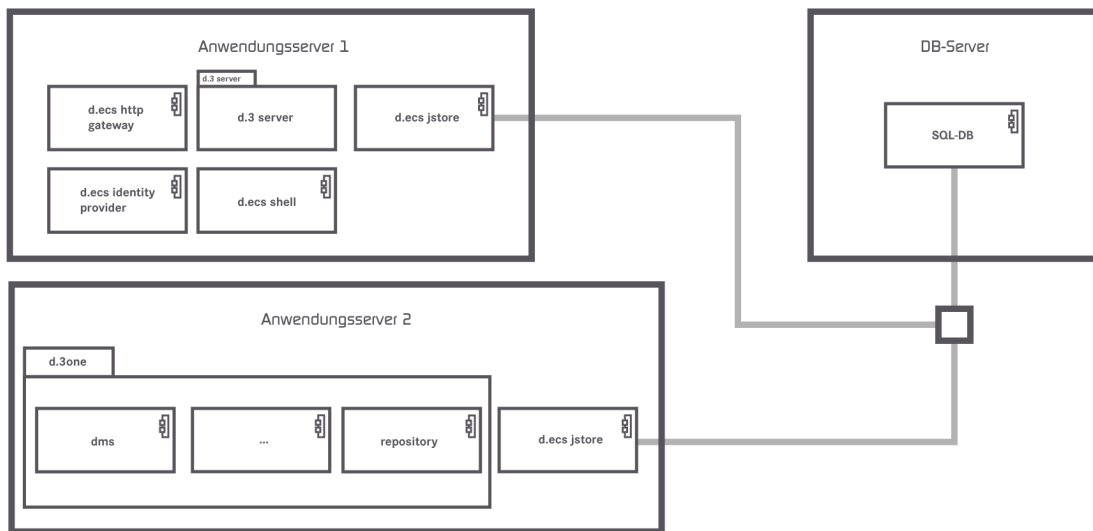 Anwendungsserver 1
d.3 server
d.ecs http
gateway
d.3 server
d.ecs jstore
d.ecs identity
provider
d.ecs shell
DB-Server
SQL-DB
Anwendungsserver 2
d.3one
dms
...
repository
d.ecs jstore